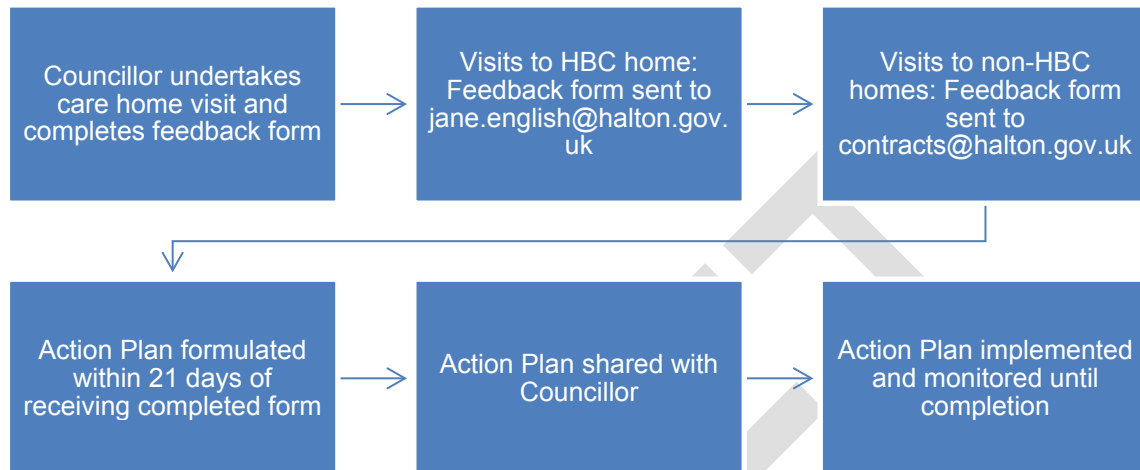 Councillor undertakes
care home visit and
completes feedback form
Visits to HBC home:
Feedback form sent to
jane.english@halton.gov.
uk
Visits to non-HBC
homes: Feedback form
sent to
contracts@halton.gov.uk
Action Plan formulated
within 21 days of
receiving completed form
Action Plan shared with
Councillor
Action Plan implemented
and monitored until
completion